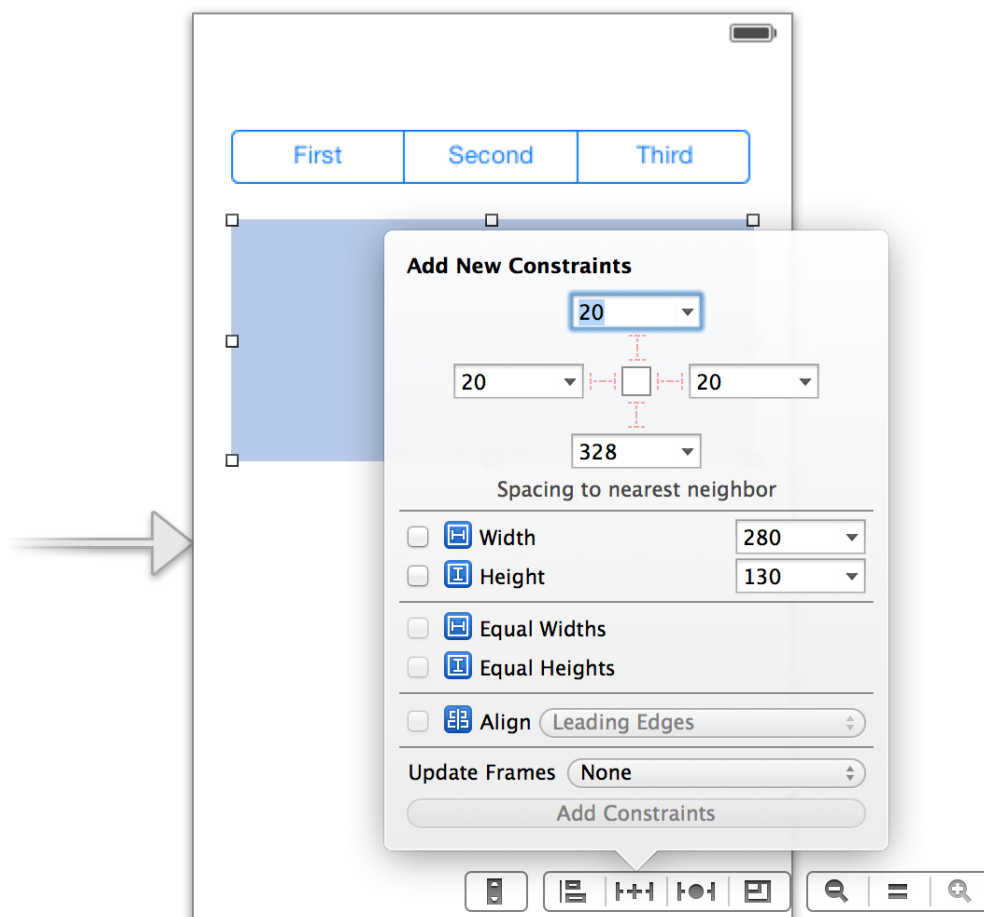 First Second Third
Add New Constraints
20
20 20
328
Spacing to nearest neighbor
Width 280
Height 130
Equal Widths
Equal Heights
Align Leading Edges
Update Frames None
Add Constraints